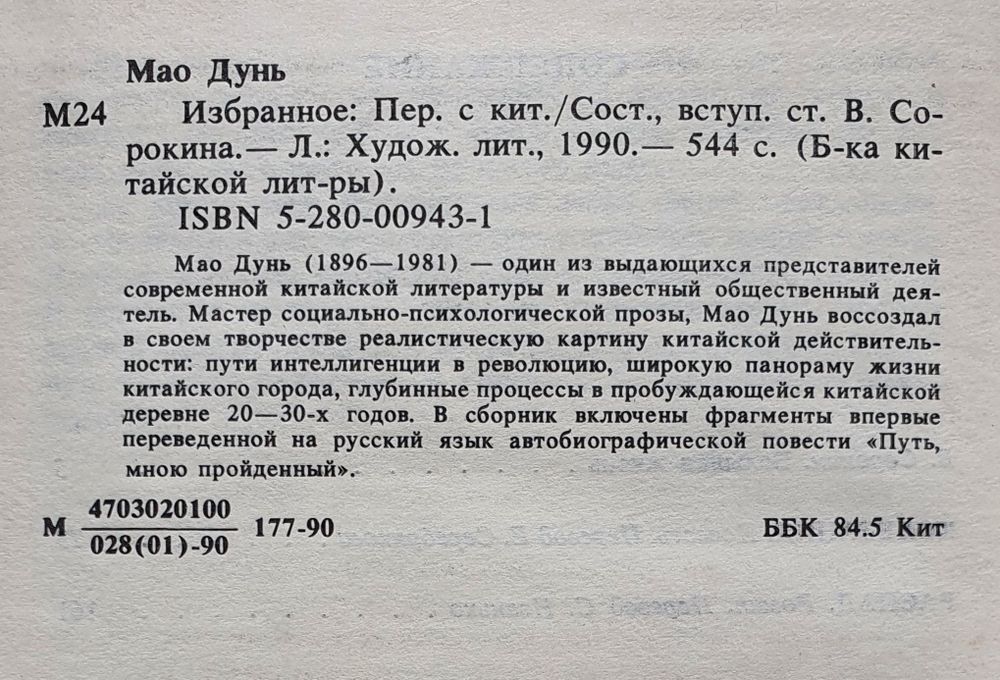 Мао Дунь
М24 Избранное: Пер. с кит./Сост., вступ. ст. В. Со-
рокина.— Л.: Худож. лит., 1990.— 544 с. (Б-ка ки-
тайской лит-ры).
ISBN 5-280-00943-1
Мао Дунь (1896—1981) — один из выдающихся представителей
современной китайской литературы и известный общественный дея-
тель. Мастер социально-психологической прозы, Мао Дунь воссоздал
в своем творчестве реалистическую картину китайской действитель-
ности: пути интеллигенции в революцию, широкую панораму жизни
китайского города, глубинные процессы в пробуждающейся китайской
деревне 20—30-х годов. В сборник включены фрагменты впервые
переведенной на русский язык автобиографической повести «Путь,
мною пройденный».
4703020100
М 177-90 ББК 84.5 Кит
028(01)-90